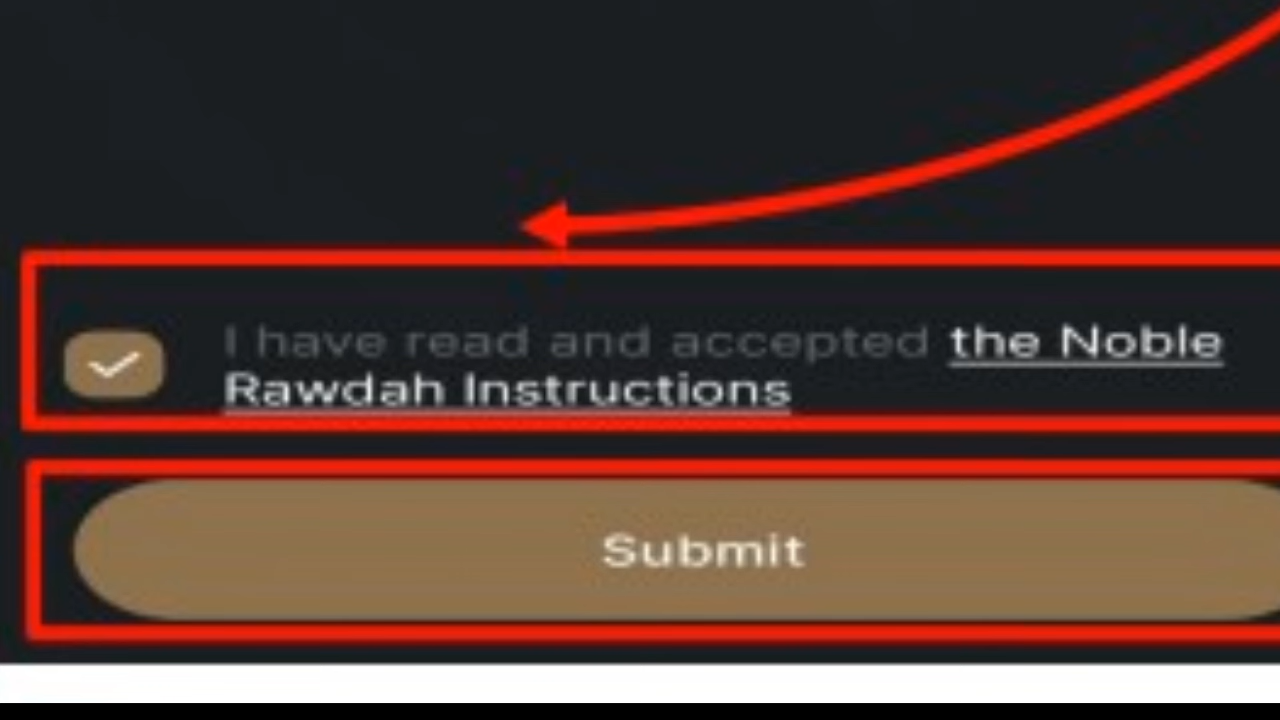 I have read and accepted the Noble
Rawdah Instructions
Submit